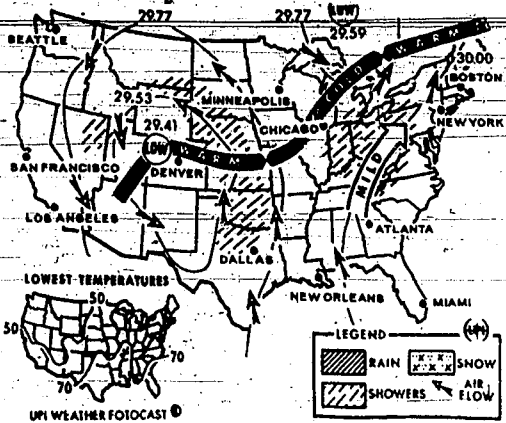 29.77
29.77
LOW
29.59
SEATTLE
WARM
COLD
30.00
BOSTON
29.53
MINNEAPOLIS
NEW YORK
29.41
CHICAGO
LOW
WARM
SAN FRANCISCO
DENVER
MILD
LOS ANGELES
ATLANTA
DALLAS
LOWEST TEMPERATURES
NEW ORLEANS
MIAMI
50
50
70
70
LEGEND
UPI
RAIN
SNOW
SHOWERS
AIR FLOW
UPI WEATHER FOTOCAST